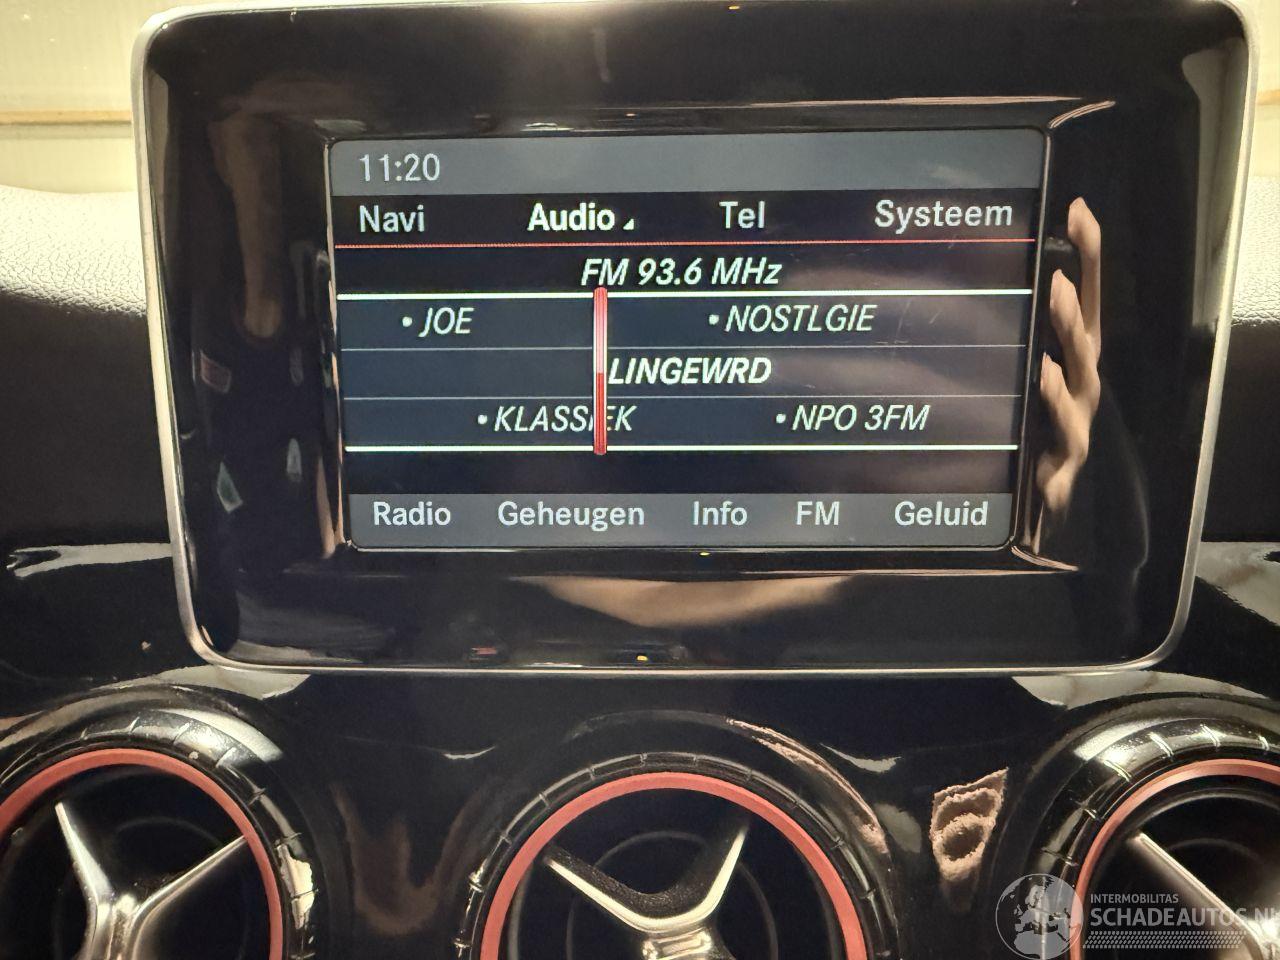 11:20
Navi Audio Tel Systeem
FM 93.6 MHz
• JOE • NOSTLGIE
LINGEWRD
• KLASSIEK • NPO 3FM
Radio Geheugen Info FM Geluid
INTERMOBILITAS
SCHADEAUTOS.NL